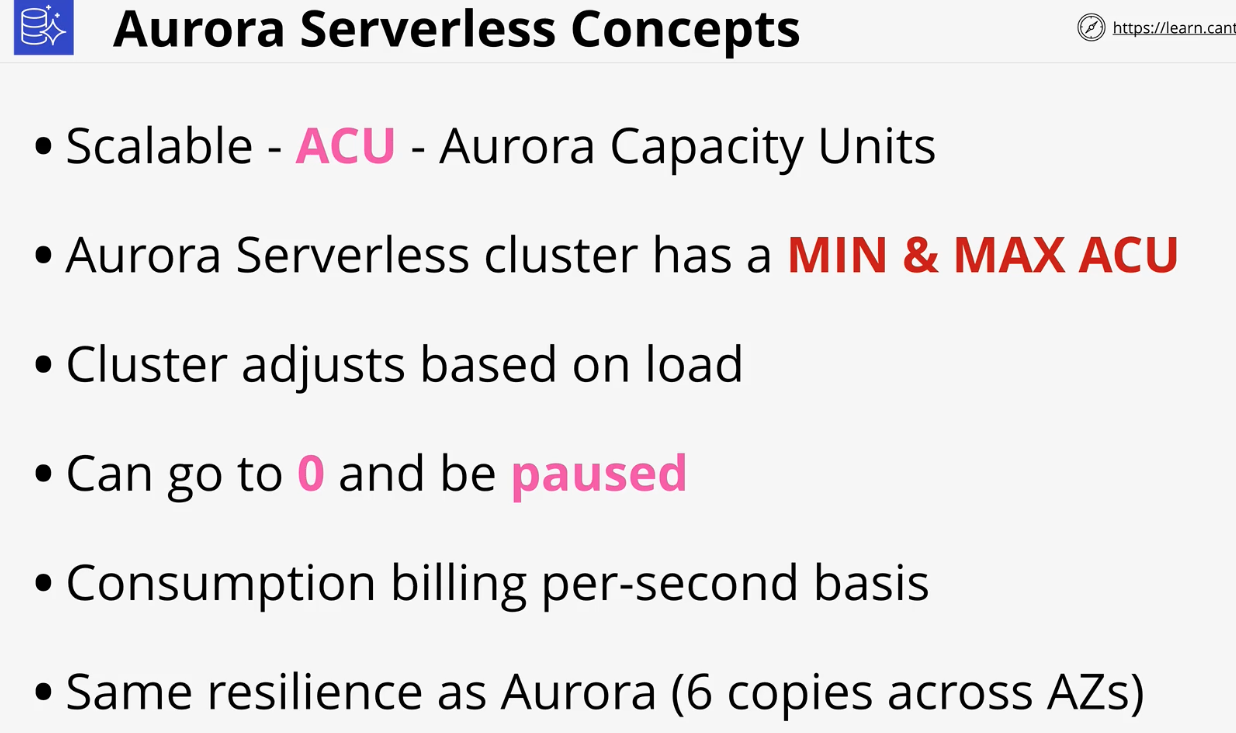 Aurora Serverless Concepts
https://learn.cant
• Scalable - ACU - Aurora Capacity Units
• Aurora Serverless cluster has a MIN & MAX ACU
• Cluster adjusts based on load
• Can go to 0 and be paused
• Consumption billing per-second basis
• Same resilience as Aurora (6 copies across AZs)